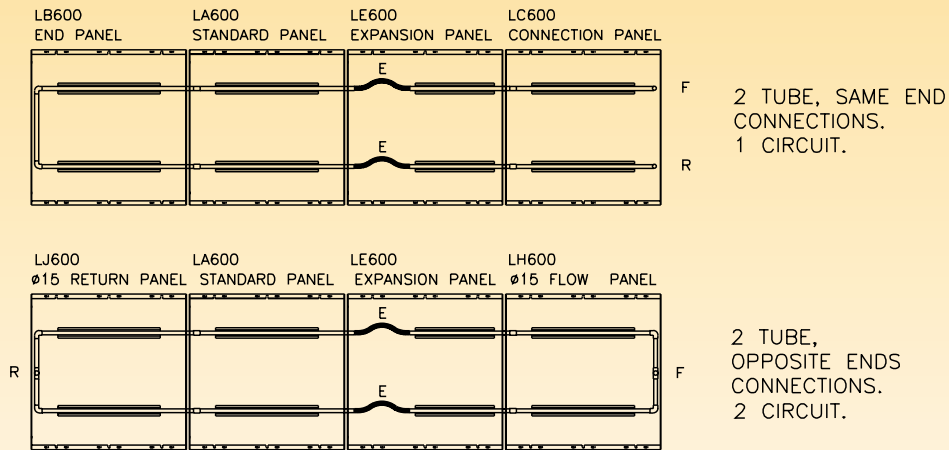 LB600 LA600 LE600 LC600
END PANEL STANDARD PANEL EXPANSION PANEL CONNECTION PANEL
E
F
2 TUBE, SAME END
CONNECTIONS.
1 CIRCUIT.
E
R
LJ600 LA600 LE600 LH600
ø15 RETURN PANEL STANDARD PANEL EXPANSION PANEL ø15 FLOW PANEL
E
R
F
2 TUBE,
OPPOSITE ENDS
CONNECTIONS.
2 CIRCUIT.
E